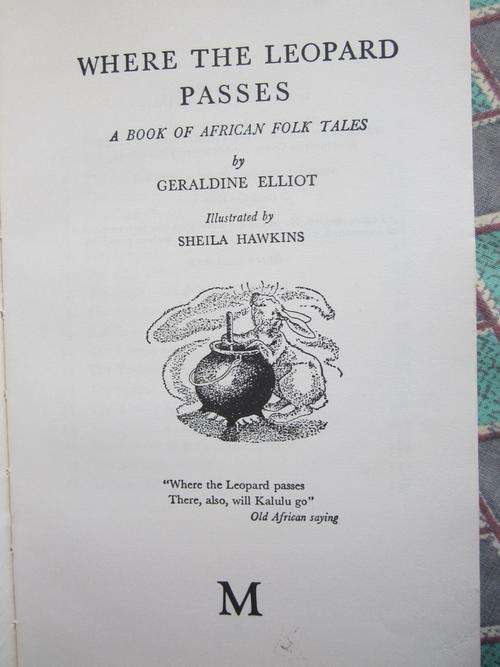 WHERE THE LEOPARD
PASSES
A BOOK OF AFRICAN FOLK TALES
by
GERALDINE ELLIOT
Illustrated by
SHEILA HAWKINS
“Where the Leopard passes
There, also, will Kalulu go”
Old African saying
M